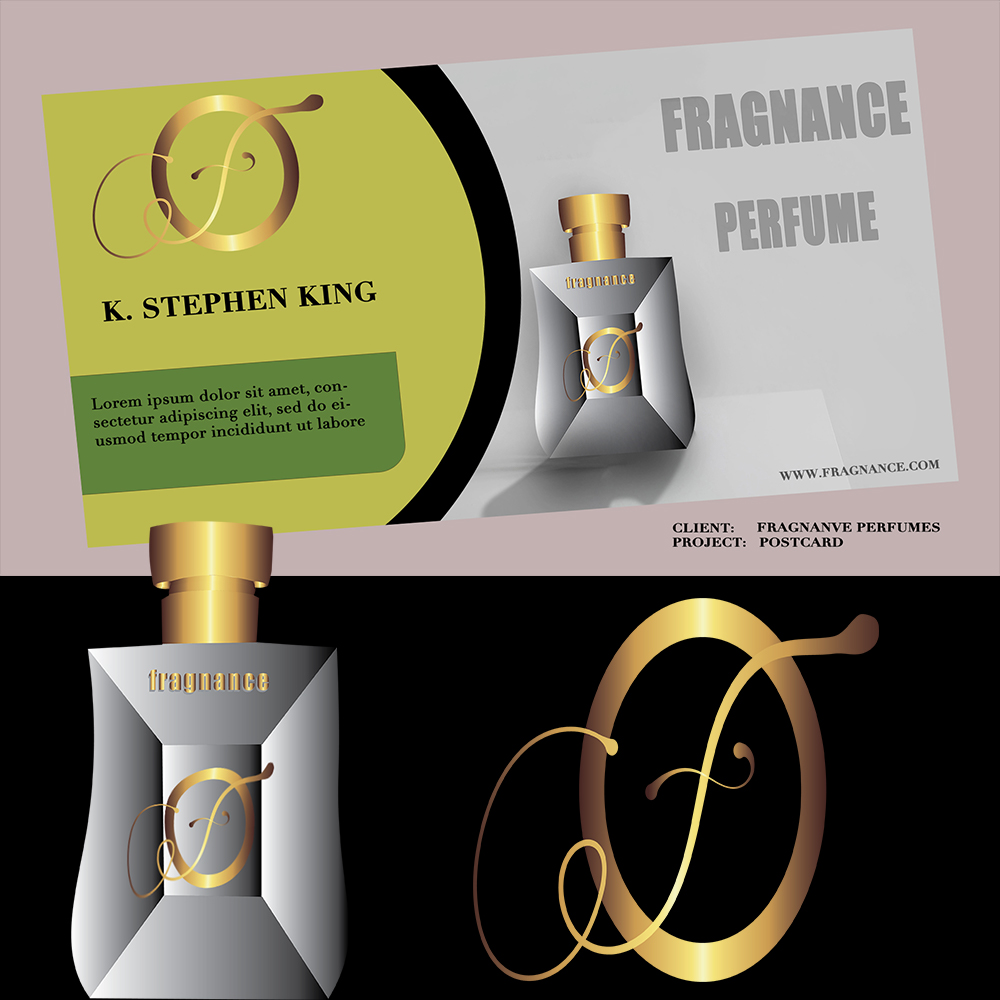 FRAGNANCE
PERFUME
K. STEPHEN KING
fragnance
Lorem ipsum dolor sit amet, con-
sectetur adipiscing elit, sed do ei-
usmod tempor incididunt ut labore
WWW.FRAGNANCE.COM
CLIENT: FRAGNANVE PERFUMES
PROJECT: POSTCARD
fragnance